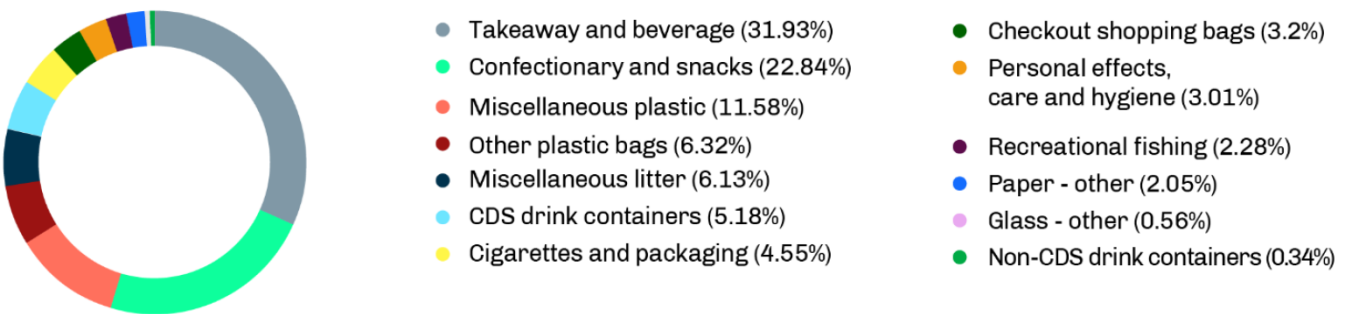 Takeaway and beverage (31.93%)
Confectionary and snacks (22.84%)
Miscellaneous plastic (11.58%)
Other plastic bags (6.32%)
Miscellaneous litter (6.13%)
CDS drink containers (5.18%)
Cigarettes and packaging (4.55%)
Checkout shopping bags (3.2%)
Personal effects,
care and hygiene (3.01%)
Recreational fishing (2.28%)
Paper - other (2.05%)
Glass - other (0.56%)
Non-CDS drink containers (0.34%)